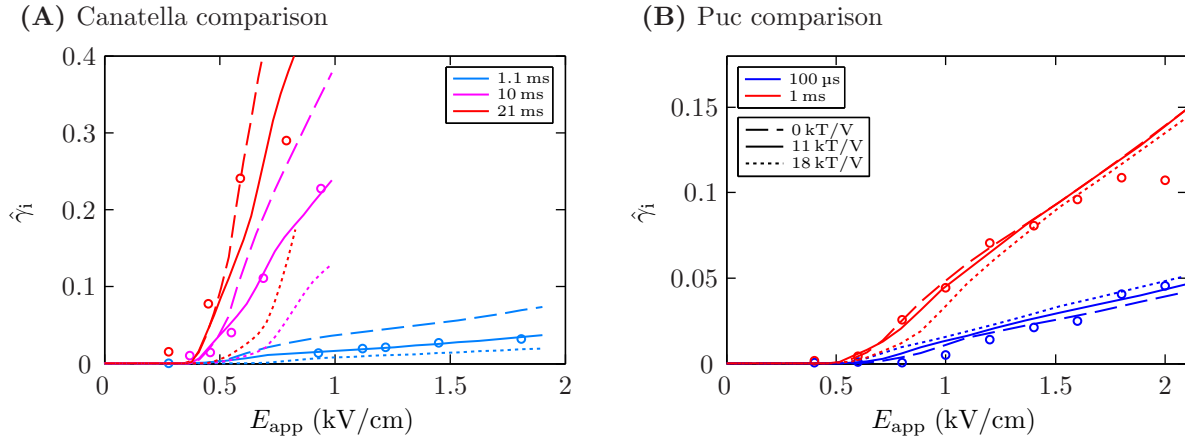 (A) Canatella comparison
0.4
0.3
0.2
0.1
0
γ̂i
0 0.5 1 1.5 2
Eapp (kV/cm)
1.1 ms
10 ms
21 ms
(B) Puc comparison
0.15
0.1
0.05
0
γ̂i
0 0.5 1 1.5 2
Eapp (kV/cm)
100 µs
1 ms
0 kT/V
11 kT/V
18 kT/V